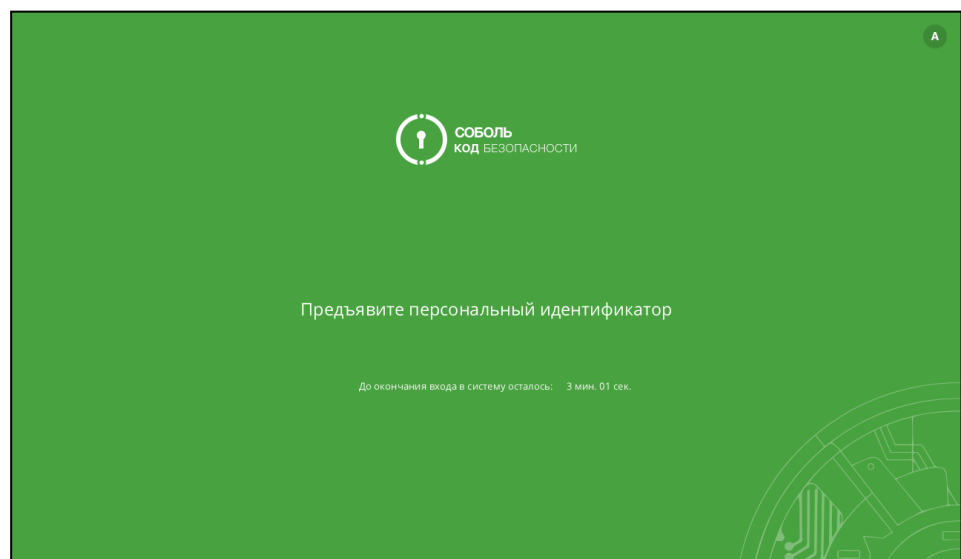 А
СОБОЛЬ
КОД БЕЗОПАСНОСТИ
Предъявите персональный идентификатор
До окончания входа в систему осталось: 3 мин. 01 сек.